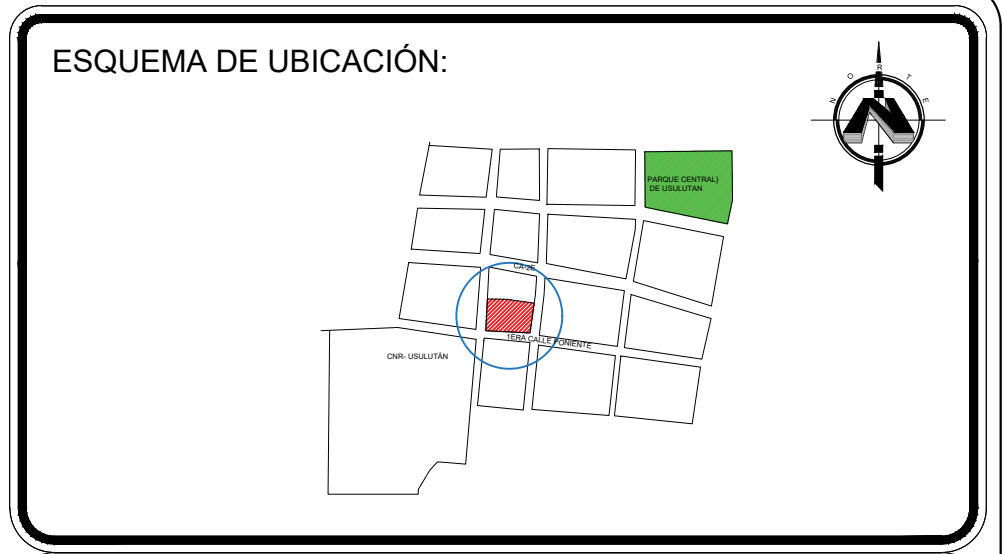 ESQUEMA DE UBICACIÓN:
N O R T E
N
PARQUE CENTRAL)
DE USULUTAN
CA-2E
1ERA CALLE PONIENTE
CNR- USULUTÁN